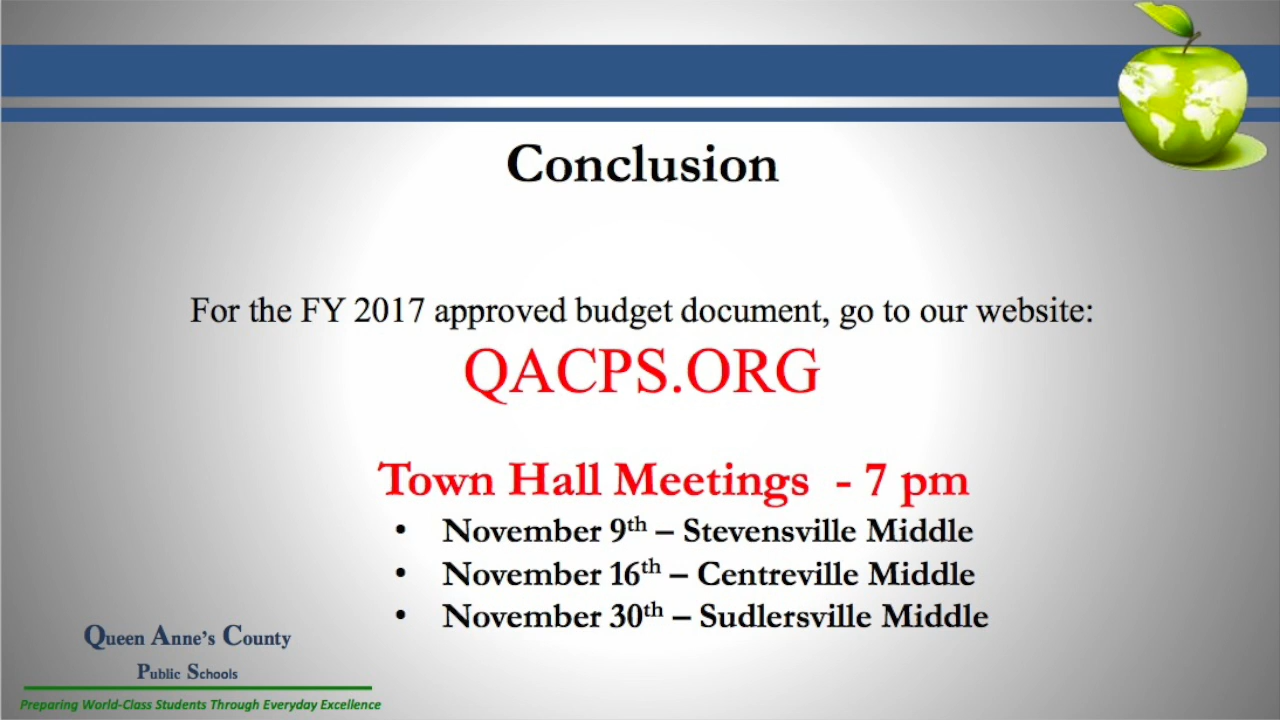 Conclusion
For the FY 2017 approved budget document, go to our website:
QACPS.ORG
Town Hall Meetings - 7 pm
• November 9th – Stevensville Middle
• November 16th – Centreville Middle
• November 30th – Sudlersville Middle
Queen Anne's County
Public Schools
Preparing World-Class Students Through Everyday Excellence